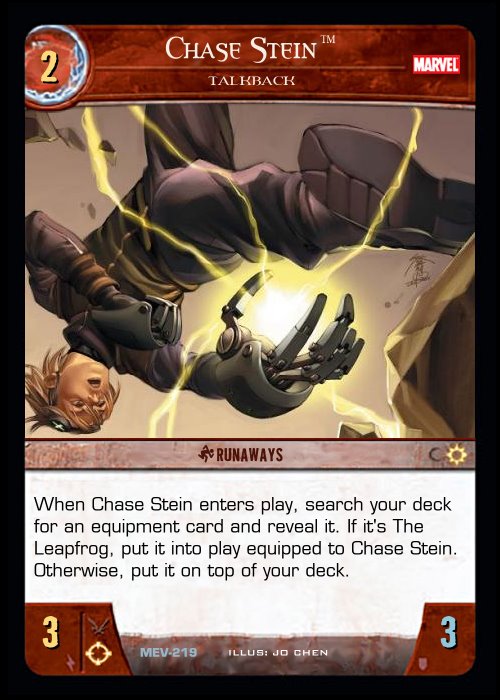 2
CHASE STEIN™
TALKBACK
MARVEL
RUNAWAYS
C
When Chase Stein enters play, search your deck
for an equipment card and reveal it. If it's The
Leapfrog, put it into play equipped to Chase Stein.
Otherwise, put it on top of your deck.
3
MEV-219
ILLUS: JO CHEN
3